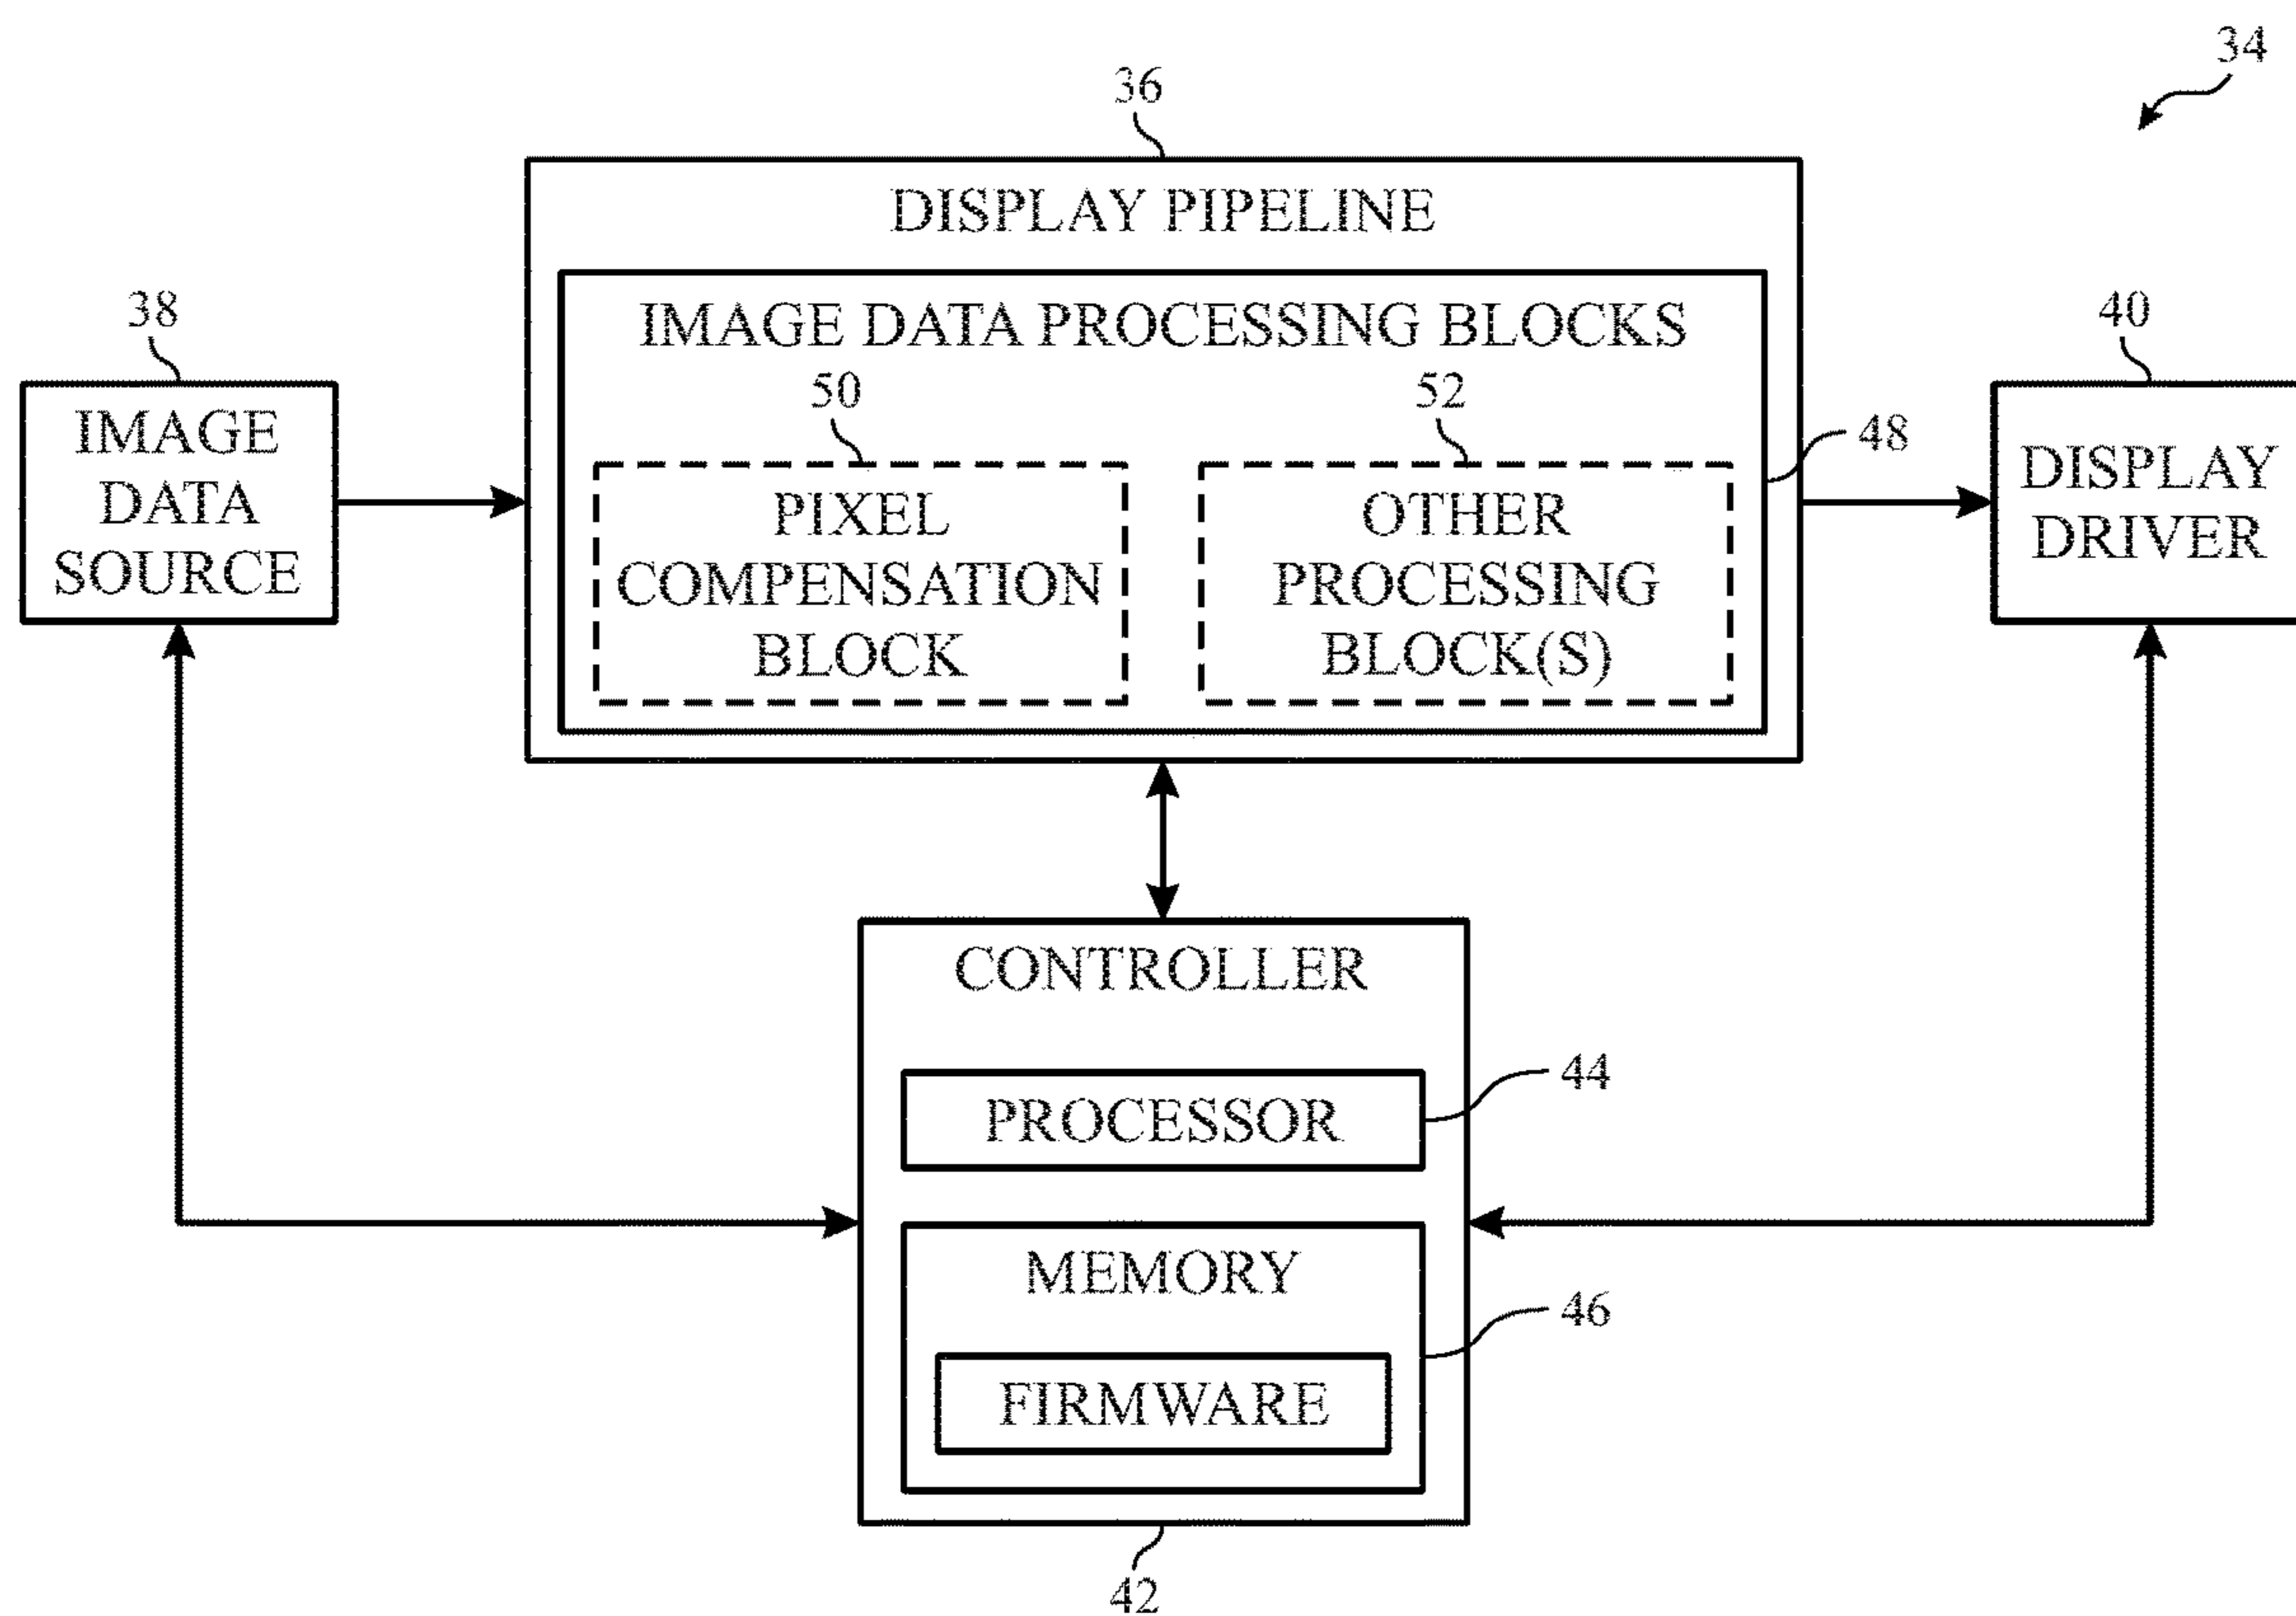 34
36
DISPLAY PIPELINE
38
IMAGE DATA PROCESSING BLOCKS
40
IMAGE
DATA
SOURCE
50
52
48
PIXEL
COMPENSATION
BLOCK
OTHER
PROCESSING
BLOCK(S)
DISPLAY
DRIVER
CONTROLLER
44
PROCESSOR
MEMORY
46
FIRMWARE
42